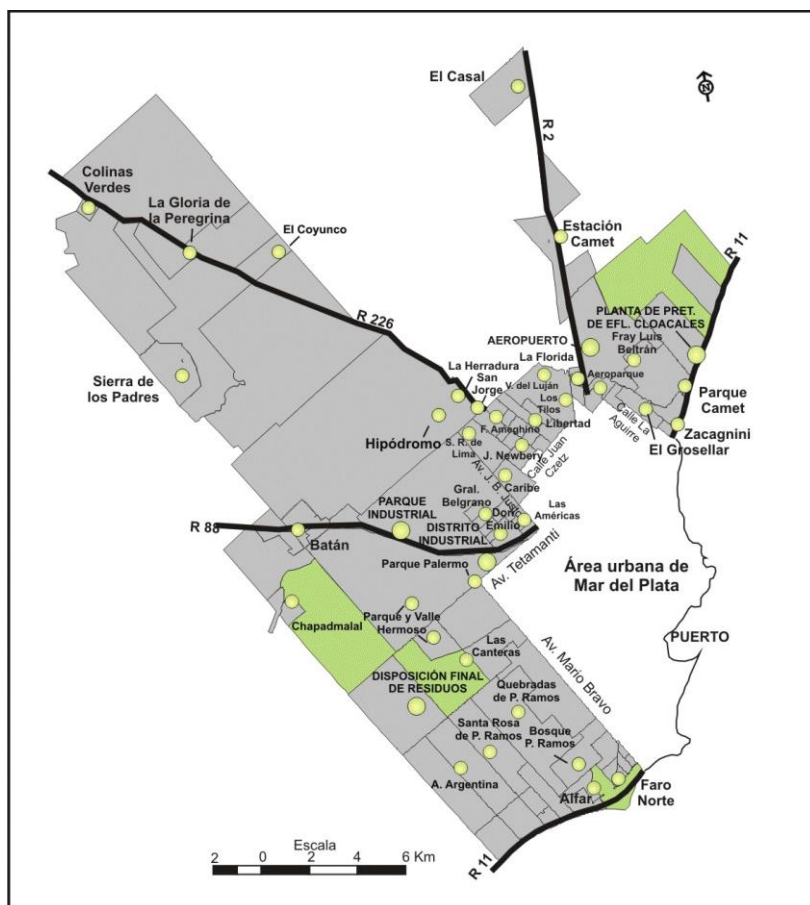 El Casal
N
R 2
Colinas
Verdes
La Gloria de
la Peregrina
El Coyunco
Estación
Camet
R 11
R 226
PLANTA DE PRET.
DE EFL. CLOACALES
AEROPUERTO
Fray Luis
Beltrán
La Florida
La Herradura
San
Jorge
V. del Luján
Aeroparque
Sierra de
los Padres
Los
Tilos
Parque
Camet
Calle La
Aguirre
F. Ameghino
Libertad
Zacagnini
Hipódromo
El Grosellar
S. R. de
Lima
J. Newbery
Calle Juan
Czetz
Av. J. B. Justo
Caribe
Gral.
Belgrano
PARQUE
INDUSTRIAL
Don
Emilio
Las
Américas
R 88
DISTRITO
INDUSTRIAL
Batán
Parque Palermo
Av. Tetamanti
Área urbana de
Mar del Plata
Chapadmalal
Parque y Valle
Hermoso
PUERTO
Las
Canteras
Av. Mario Bravo
DISPOSICIÓN FINAL
DE RESIDUOS
Quebradas
de P. Ramos
Santa Rosa
de P. Ramos
Bosque
P. Ramos
A. Argentina
Alfar
Faro
Norte
Escala
2 0 2 4 6 Km
R 11